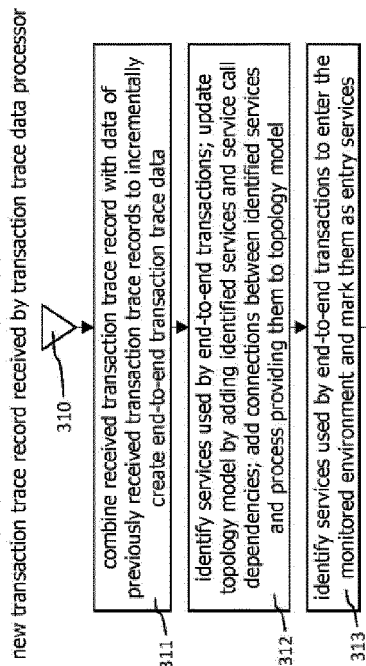 new transaction trace record received by transaction trace data processor
310
combine received transaction trace record with data of
previously received transaction trace records to incrementally
create end-to-end transaction trace data
311
identify services used by end-to-end transactions; update
topology model by adding identified services and service call
dependencies; add connections between identified services
and process providing them to topology model
312
identify services used by end-to-end transactions to enter the
monitored environment and mark them as entry services
313